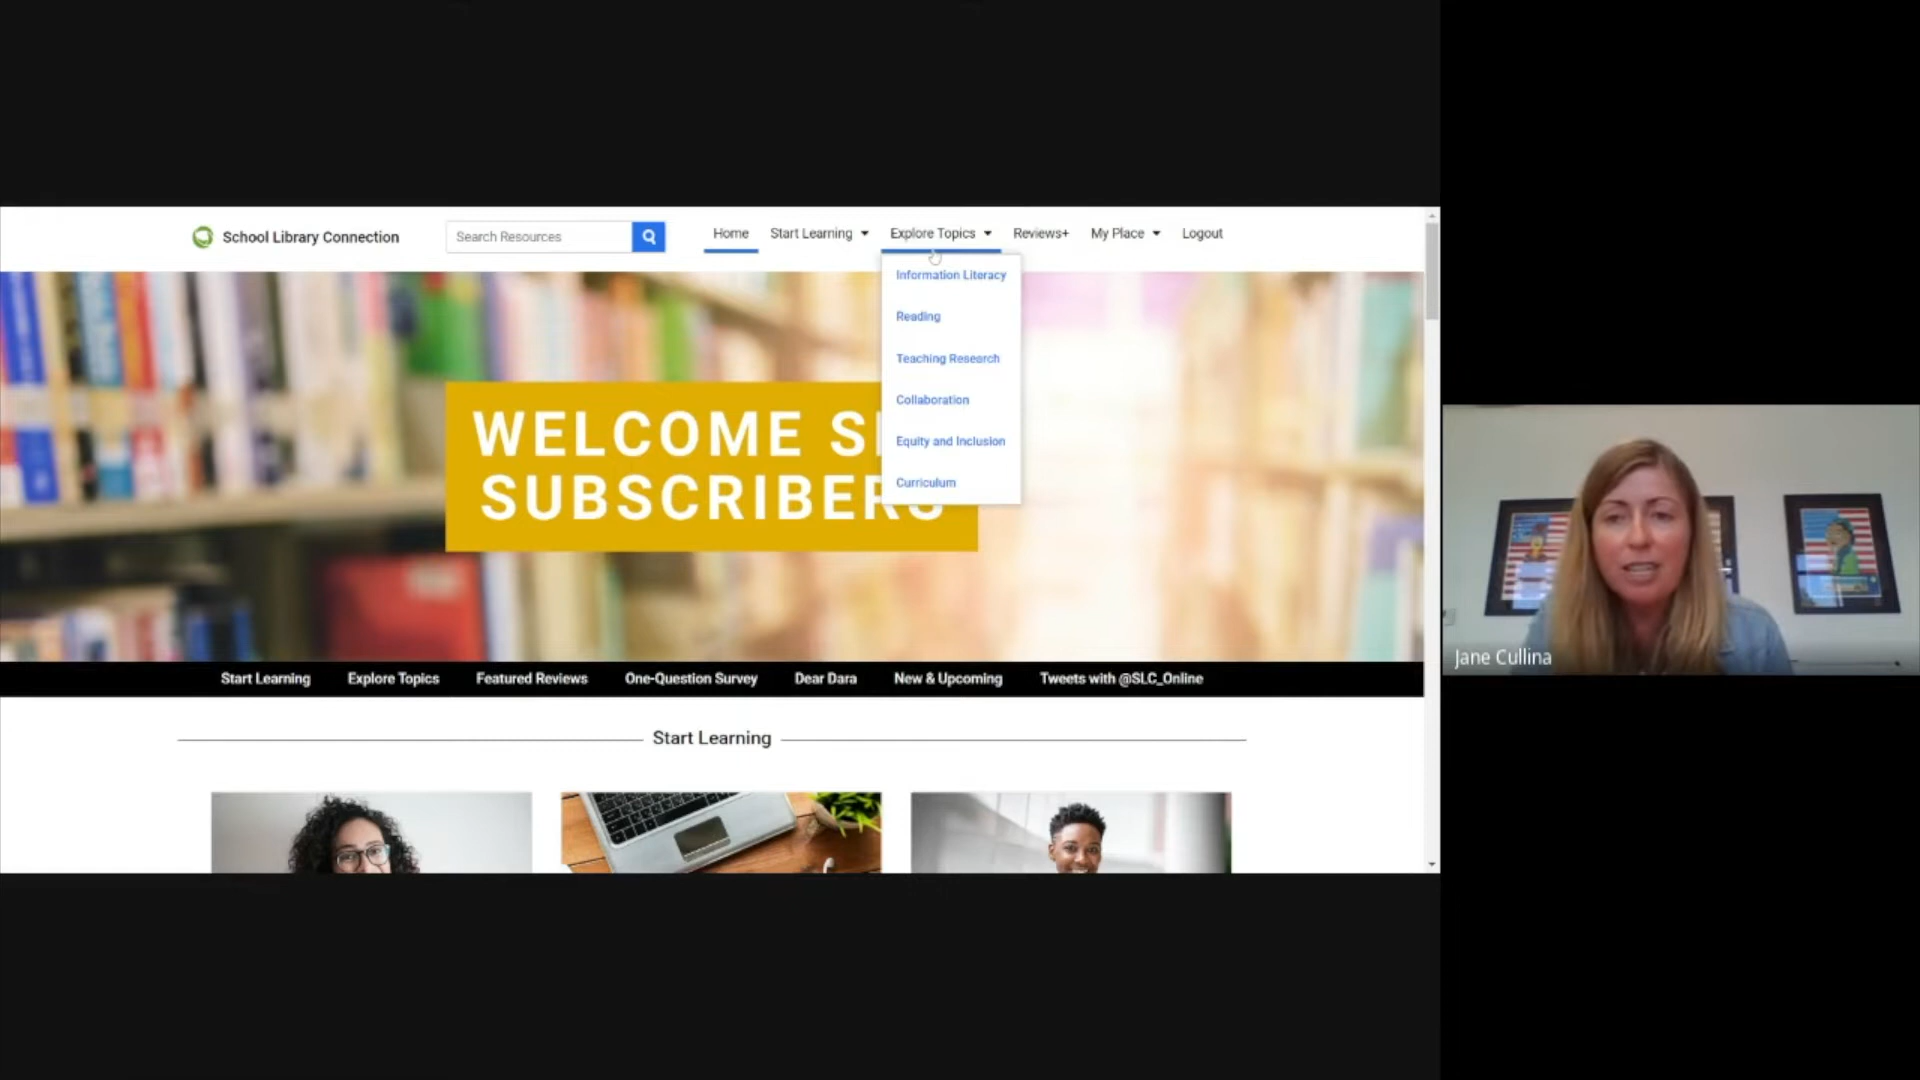 School Library Connection
Search Resources
Home
Start Learning
Explore Topics
Reviews+
My Place
Logout
Information Literacy
Reading
Teaching Research
Collaboration
Equity and Inclusion
Curriculum
WELCOME
SUBSCRIBERS
Start Learning
Explore Topics
Featured Reviews
One-Question Survey
Dear Dara
New & Upcoming
Tweets with @SLC_Online
Start Learning
Jane Cullina